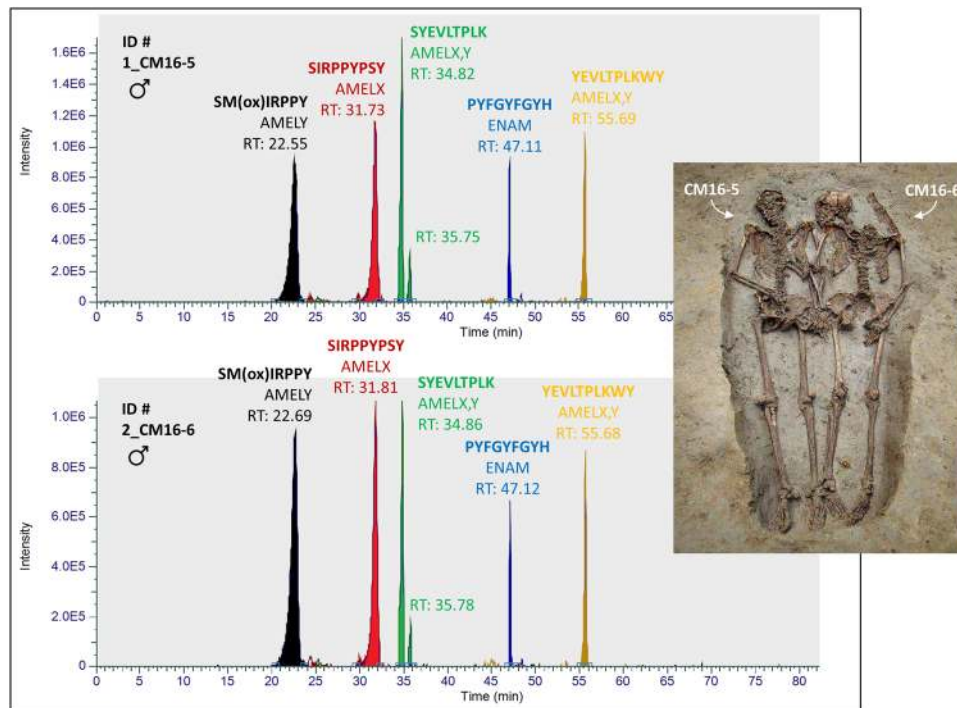 ID #
1_CM16-5
♂
SM(ox)IRPPY
AMELY
RT: 22.55
SIRPPYPSY
AMELX
RT: 31.73
SYEVLTPLK
AMELX,Y
RT: 34.82
RT: 35.75
PYFGYFGYH
ENAM
RT: 47.11
YEVLTPLKWY
AMELX,Y
RT: 55.69
Intensity
1.6E6
1.4E6
1.2E6
1.0E6
8.0E5
6.0E5
4.0E5
2.0E5
0
0 5 10 15 20 25 30 35 40 45 50 55 60 65
Time (min)
CM16-5
CM16-6
ID #
2_CM16-6
♂
SM(ox)IRPPY
AMELY
RT: 22.69
SIRPPYPSY
AMELX
RT: 31.81
SYEVLTPLK
AMELX,Y
RT: 34.86
RT: 35.78
PYFGYFGYH
ENAM
RT: 47.12
YEVLTPLKWY
AMELX,Y
RT: 55.68
Intensity
1.0E6
8.0E5
6.0E5
4.0E5
2.0E5
0
0 5 10 15 20 25 30 35 40 45 50 55 60 65 70 75 80
Time (min)